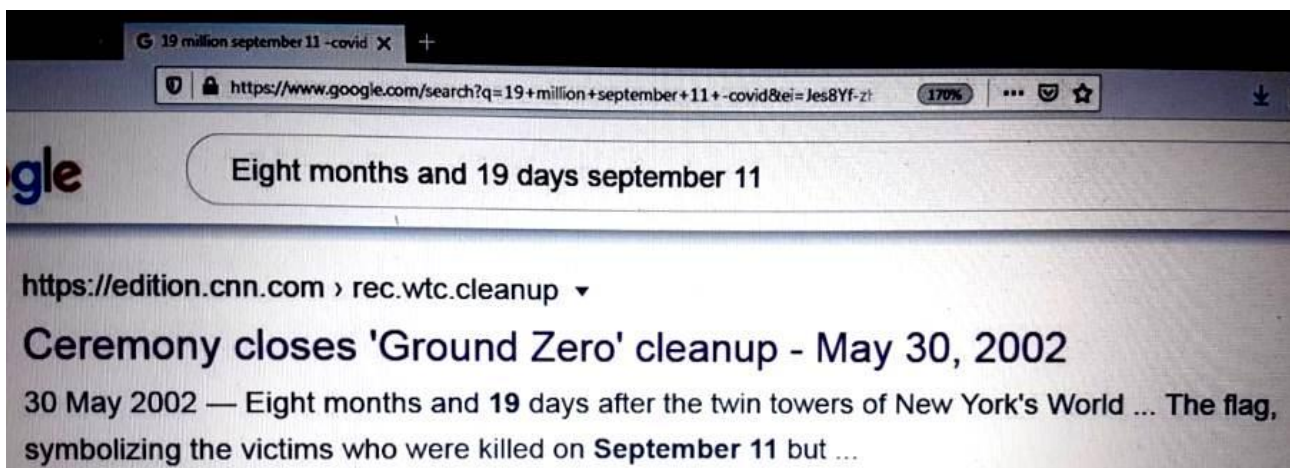 G 19 million september 11 -covid X +
https://www.google.com/search?q=19+million+september+11+-covid&ei=Jes8Yf-zh 170% ...
gle Eight months and 19 days september 11
https://edition.cnn.com › rec.wtc.cleanup
Ceremony closes 'Ground Zero' cleanup - May 30, 2002
30 May 2002 — Eight months and 19 days after the twin towers of New York's World ... The flag,
symbolizing the victims who were killed on September 11 but ...